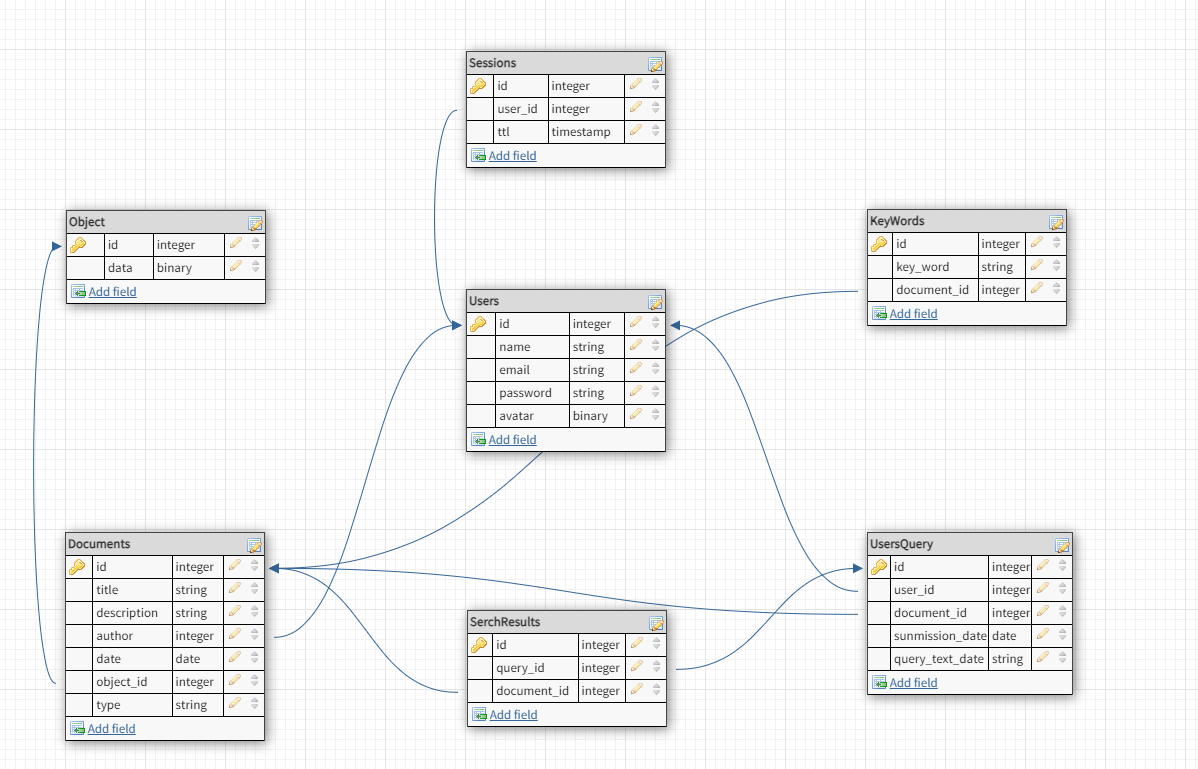 Sessions
id integer
user_id integer
ttl timestamp
Add field
Object
id integer
data binary
Add field
KeyWords
id integer
key_word string
document_id integer
Add field
Users
id integer
name string
email string
password string
avatar binary
Add field
Documents
id integer
title string
description string
author integer
date date
object_id integer
type string
Add field
SerchResults
id integer
query_id integer
document_id integer
Add field
UsersQuery
id integer
user_id integer
document_id integer
sunmission_date date
query_text_date string
Add field